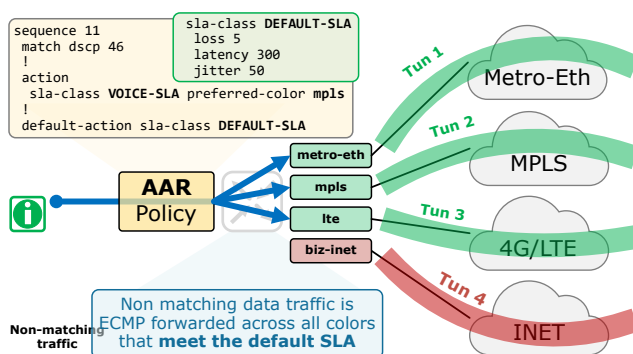 sequence 11
match dscp 46
!
action
sla-class VOICE-SLA preferred-color mpls
!
default-action sla-class DEFAULT-SLA
sla-class DEFAULT-SLA
loss 5
latency 300
jitter 50
Tun 1
Metro-Eth
Tun 2
MPLS
metro-eth
mpls
lte
biz-inet
AAR
Policy
Tun 3
4G/LTE
Tun 4
INET
Non-matching
traffic
Non matching data traffic is
ECMP forwarded across all colors
that meet the default SLA